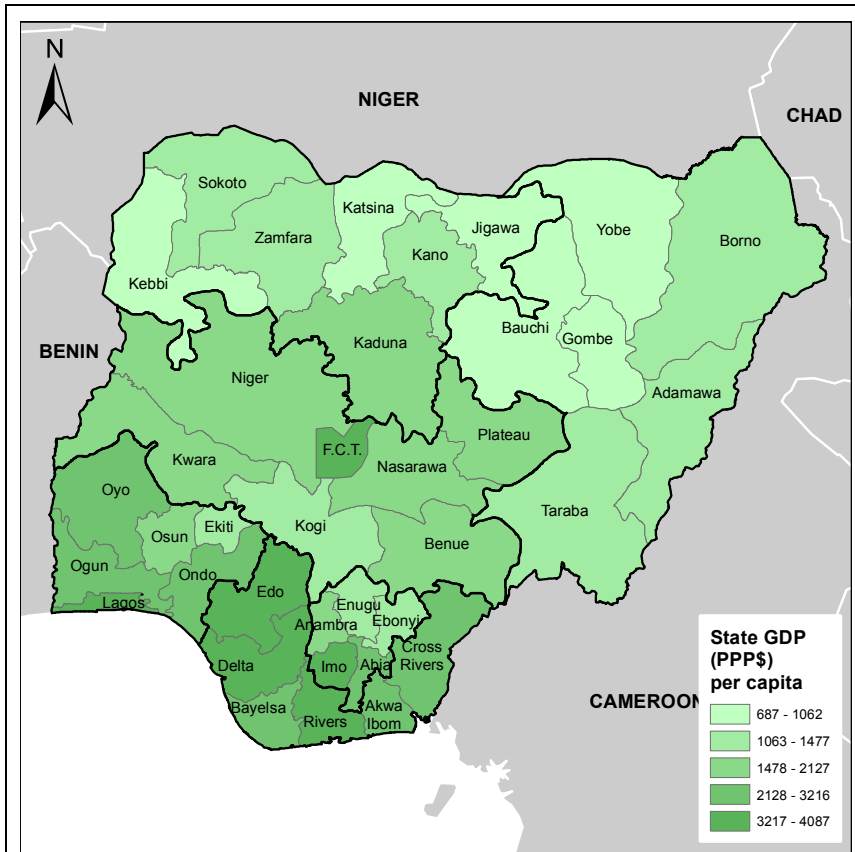 N
NIGER
CHAD
Sokoto
Katsina
Jigawa
Yobe
Borno
Zamfara
Kano
Kebbi
Bauchi
Gombe
BENIN
Kaduna
Niger
Adamawa
Plateau
F.C.T.
Kwara
Nasarawa
Oyo
Taraba
Ekiti
Kogi
Osun
Benue
Ogun
Ondo
Edo
Lagos
Enugu
Anambra
Ebonyi
Cross
Rivers
Delta
Imo
Abia
Bayelsa
Rivers
Akwa
Ibom
CAMEROON
State GDP
(PPP$)
per capita
687 - 1062
1063 - 1477
1478 - 2127
2128 - 3216
3217 - 4087